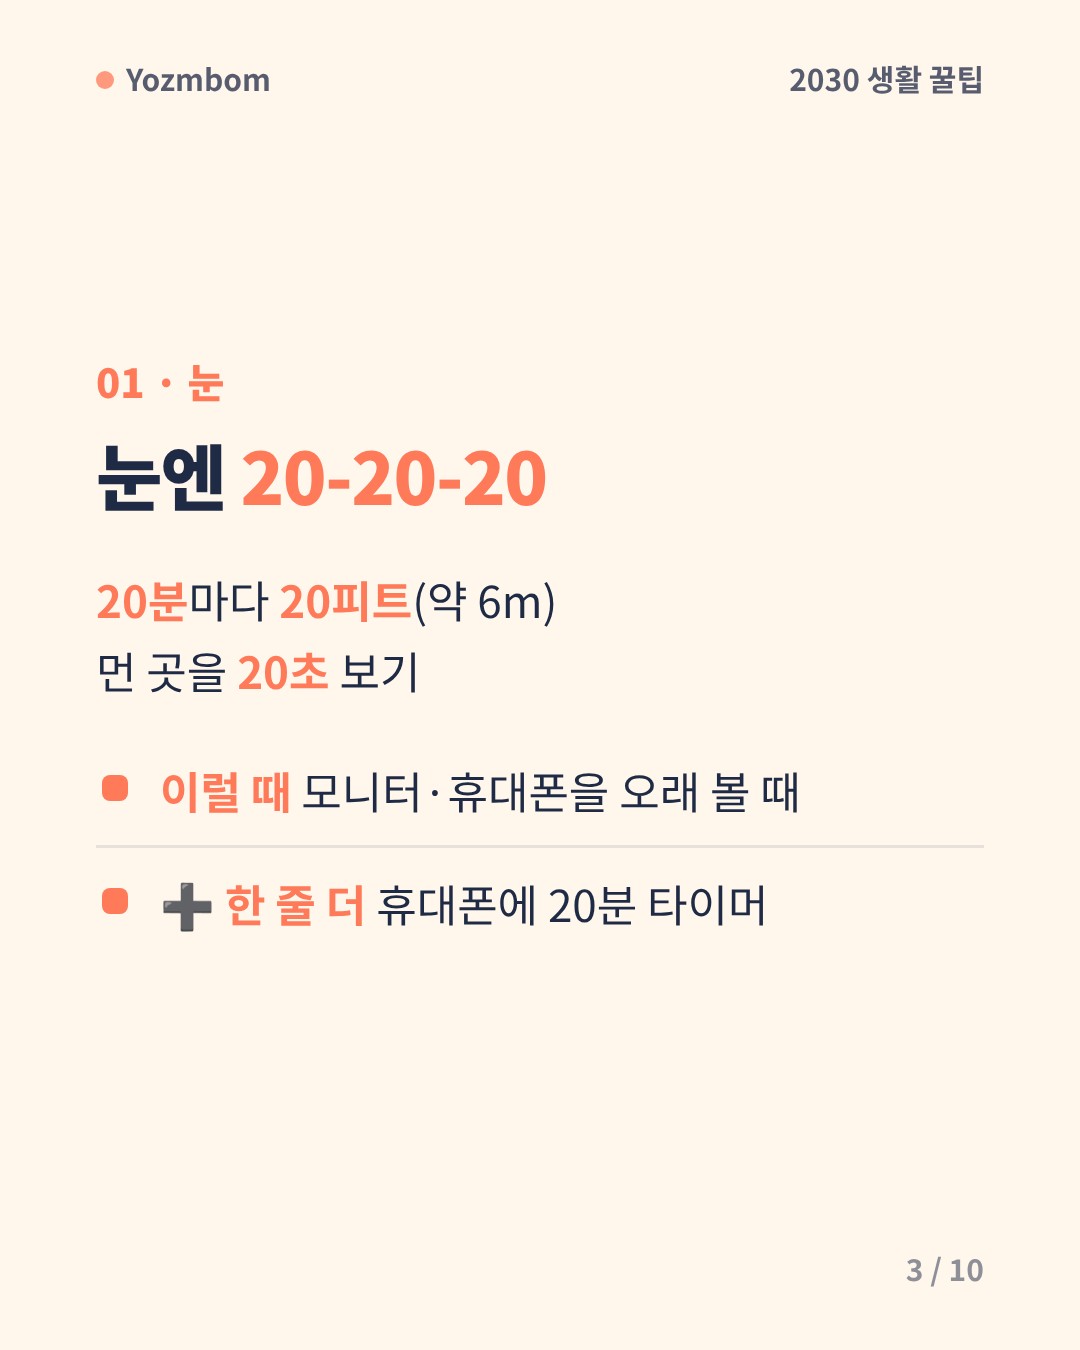 Yozmbom
2030 생활 꿀팁
01 · 눈
눈엔 20-20-20
20분마다 20피트(약 6m)
먼 곳을 20초 보기
이럴 때 모니터·휴대폰을 오래 볼 때
➕ 한 줄 더 휴대폰에 20분 타이머
3 / 10